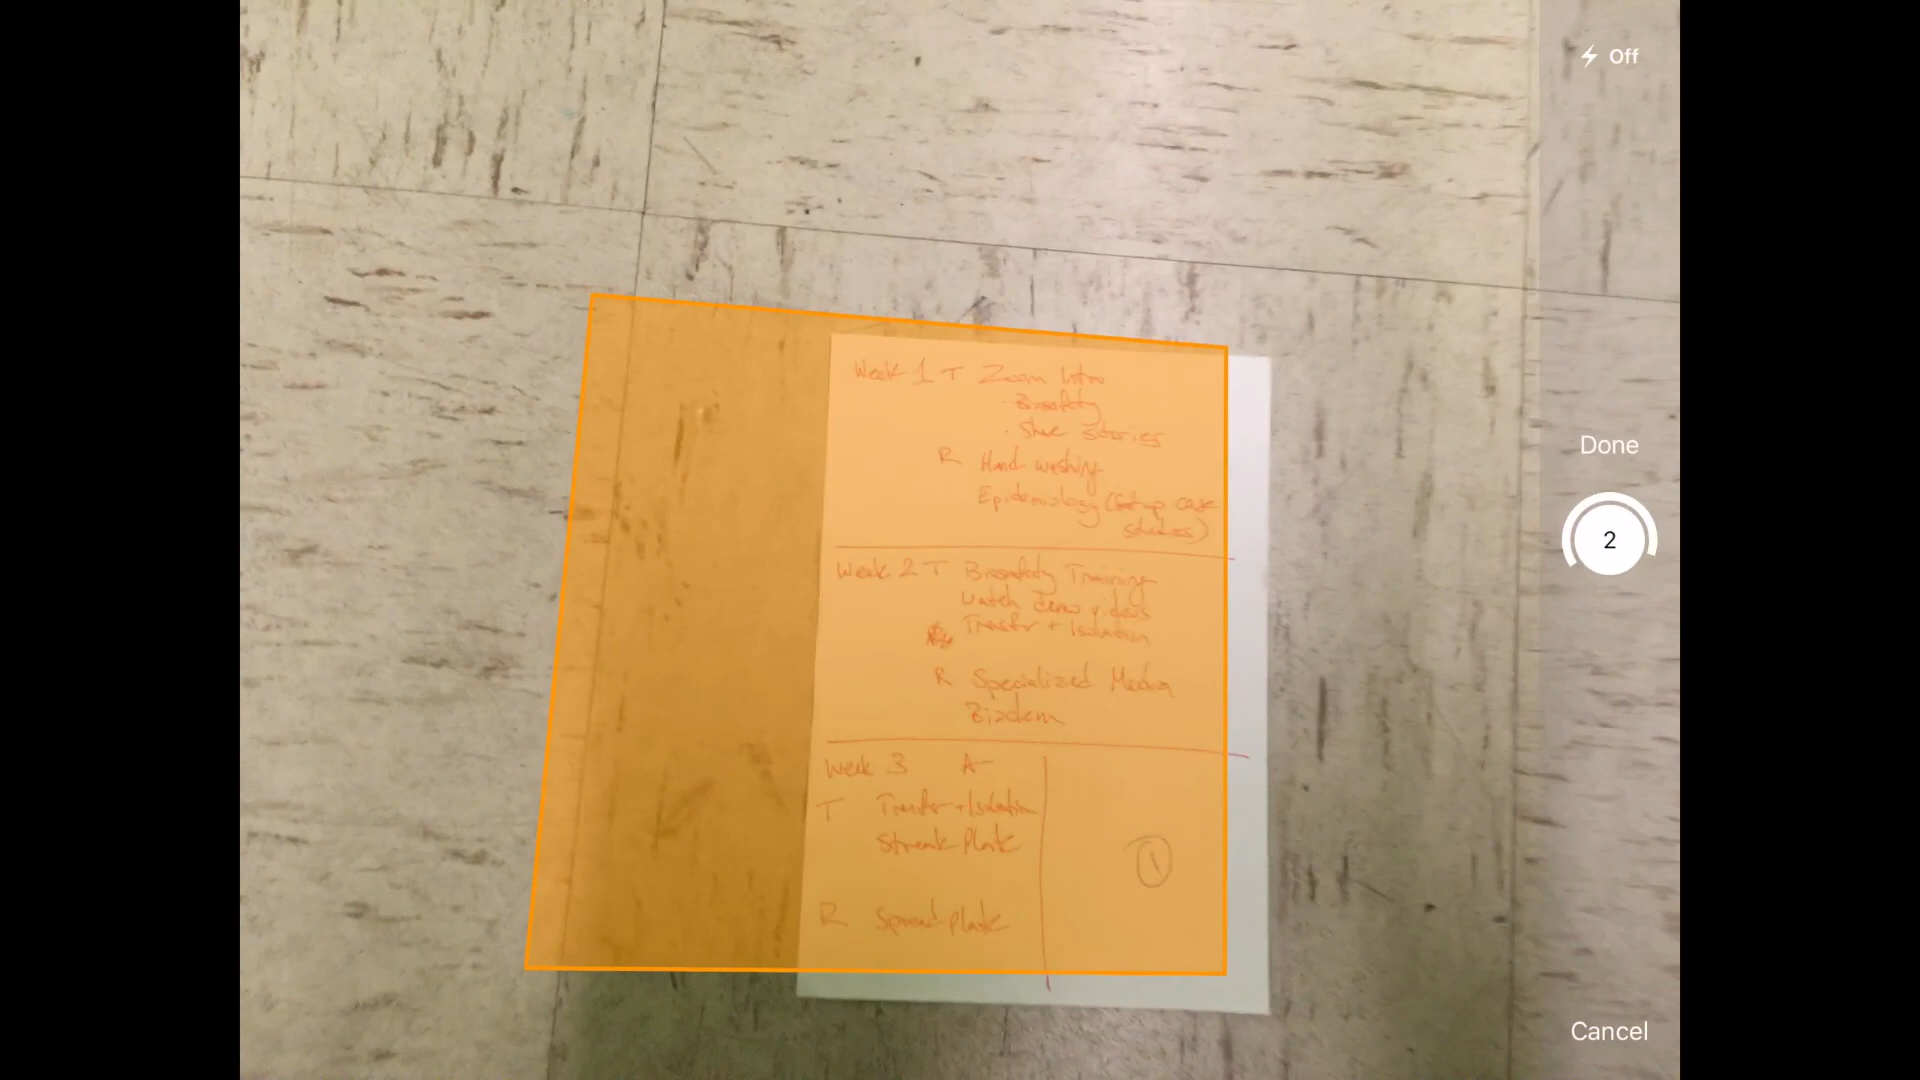 Off
Week 1 T Zoom Intro
· Biosafety
· Share stories
R Hand washing
Epidemiology (Set up case
studies)
Week 2 T Biosafety Training
Watch demo videos
Transfer + Isolation
R Specialized Media
Week 3 A
T Transfer + Isolation
Streak Plate
1
R Spread plate
Done
2
Cancel